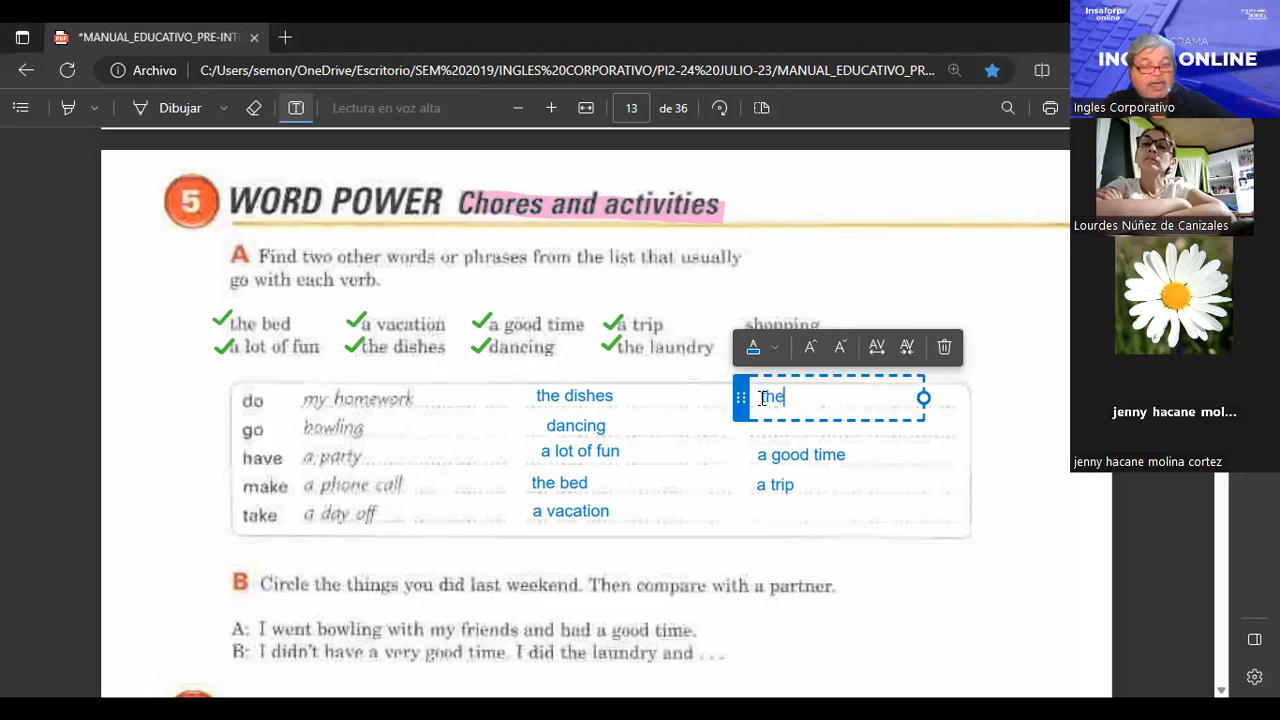 *MANUAL_EDUCATIVO_PRE-INTE
Archivo C:/Users/semon/OneDrive/Escritorio/SEM%202019/INGLES%20CORPORATIVO/PI2-24%20JULIO-23/MANUAL_EDUCATIVO_PR...
Dibujar Lectura en voz alta 13 de 36
5 WORD POWER Chores and activities
A Find two other words or phrases from the list that usually
go with each verb.
the bed a vacation a good time a trip shopping
a lot of fun the dishes dancing the laundry
do my homework the dishes the
go bowling dancing
have a party a lot of fun a good time
make a phone call the bed a trip
take a day off a vacation
B Circle the things you did last weekend. Then compare with a partner.
A: I went bowling with my friends and had a good time.
B: I didn't have a very good time. I did the laundry and . . .
Insaforp
online
INGLES ONLINE
Ingles Corporativo
Lourdes Núñez de Canizales
jenny hacane mol...
jenny hacane molina cortez